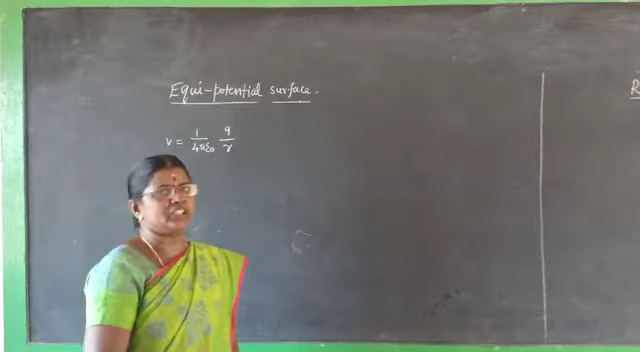 Equi-potential surface.
R
v = 1/4πε₀ q/r